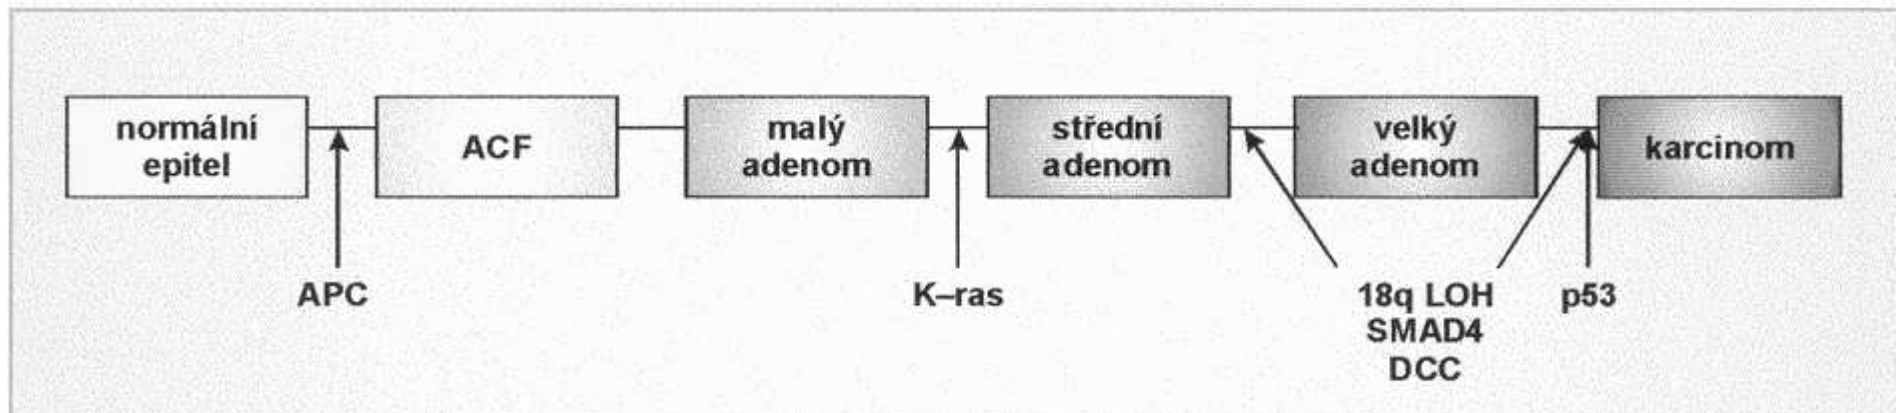 normální
epitel
ACF
malý
adenom
střední
adenom
velký
adenom
karcinom
APC
K–ras
18q LOH
SMAD4
DCC
p53